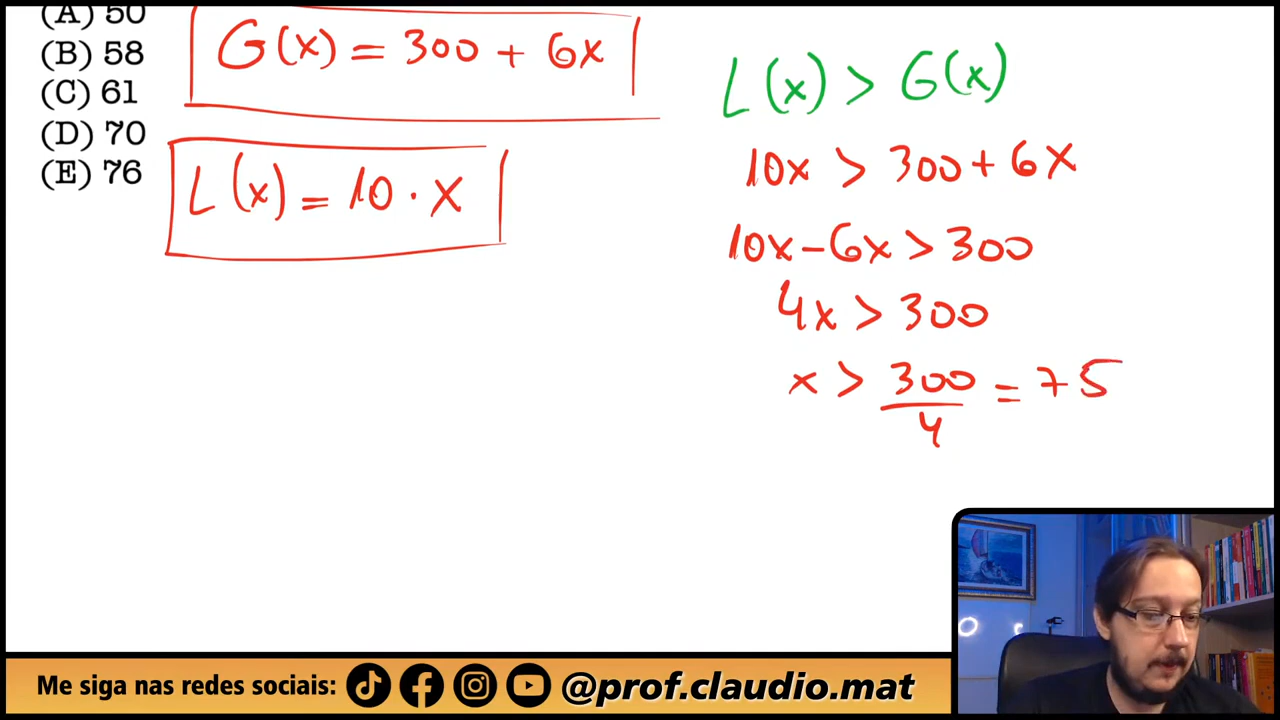 (A) 50
(B) 58
(C) 61
(D) 70
(E) 76
G(x) = 300 + 6x
L(x) = 10 · x
L(x) > G(x)
10x > 300 + 6x
10x - 6x > 300
4x > 300
x > 300/4 = 75
Me siga nas redes sociais: @prof.claudio.mat